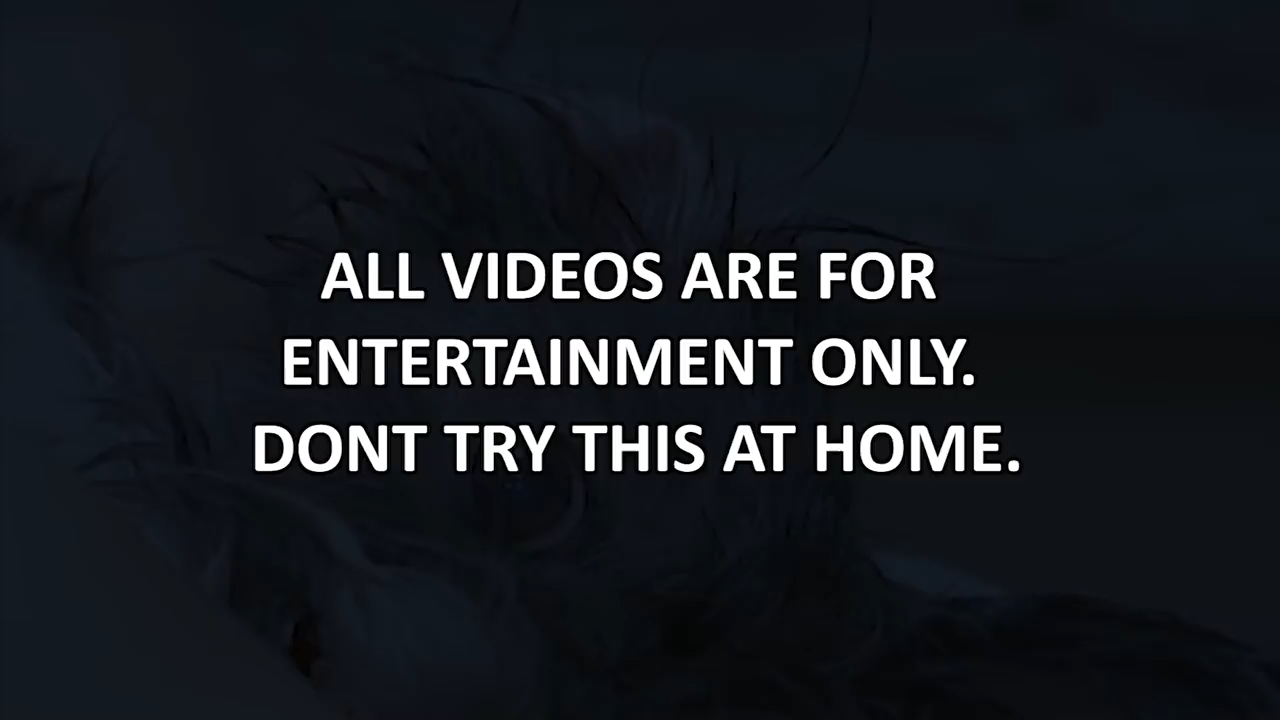 ALL VIDEOS ARE FOR
ENTERTAINMENT ONLY.
DONT TRY THIS AT HOME.